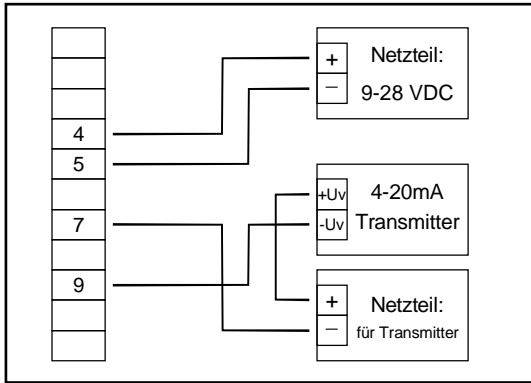 4
5
7
9
+
−
Netzteil:
9-28 VDC
+Uv
-Uv
4-20mA
Transmitter
+
−
Netzteil:
für Transmitter